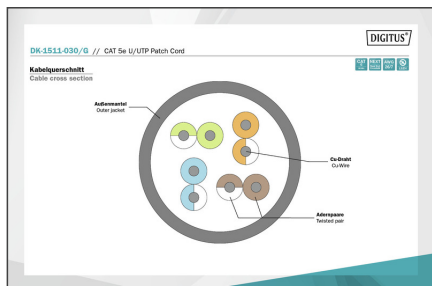 DIGITUS®
DK-1511-030/G // CAT 5e U/UTP Patch Cord
Kabelquerschnitt
Cable cross section
Außenmantel
Outer jacket
Cu-Draht
Cu-Wire
Adernpaare
Twisted pair